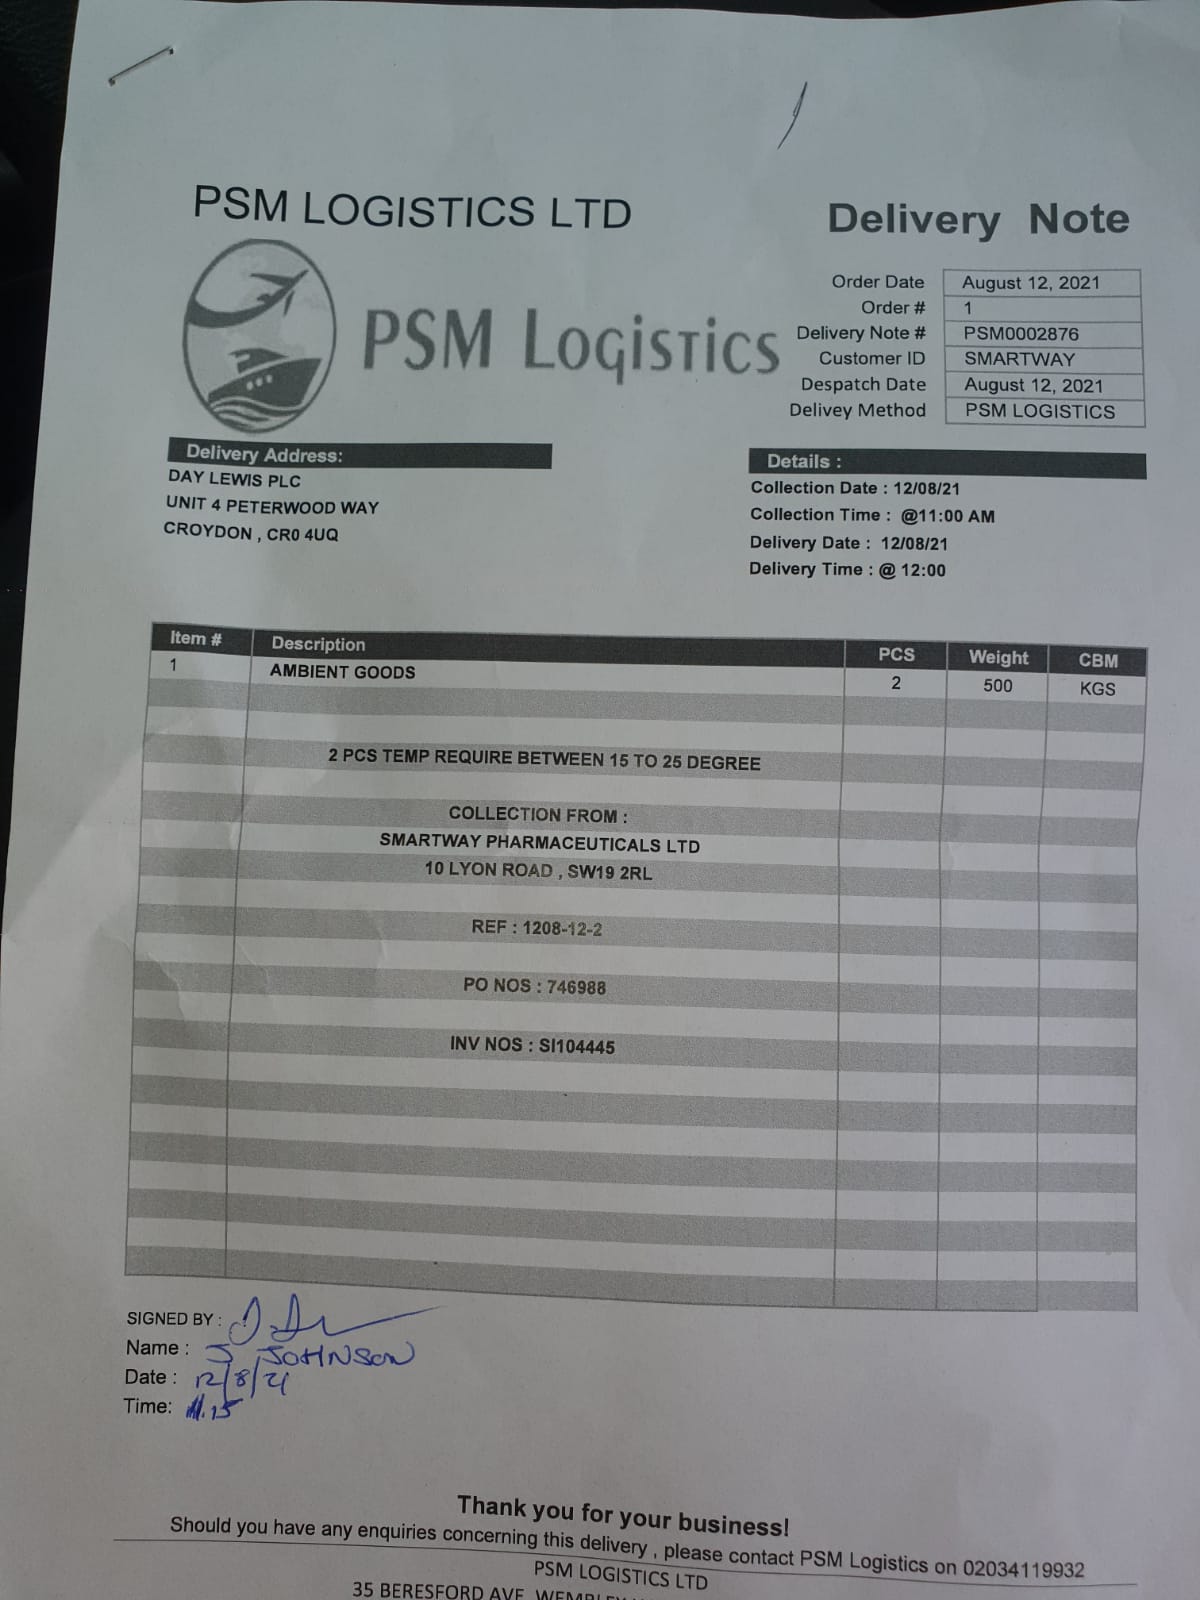 PSM LOGISTICS LTD
Delivery Note
PSM Logistics
Order Date August 12, 2021
Order # 1
Delivery Note # PSM0002876
Customer ID SMARTWAY
Despatch Date August 12, 2021
Delivey Method PSM LOGISTICS
Delivery Address:
DAY LEWIS PLC
UNIT 4 PETERWOOD WAY
CROYDON , CR0 4UQ
Details :
Collection Date : 12/08/21
Collection Time : @11:00 AM
Delivery Date : 12/08/21
Delivery Time : @ 12:00
Item # Description PCS Weight CBM
1 AMBIENT GOODS 2 500 KGS
2 PCS TEMP REQUIRE BETWEEN 15 TO 25 DEGREE
COLLECTION FROM :
SMARTWAY PHARMACEUTICALS LTD
10 LYON ROAD , SW19 2RL
REF : 1208-12-2
PO NOS : 746988
INV NOS : SI104445
SIGNED BY :
Name : J JOHNSON
Date : 12/8/21
Time: 11.15
Thank you for your business!
Should you have any enquiries concerning this delivery , please contact PSM Logistics on 02034119932
PSM LOGISTICS LTD
35 BERESFORD AVE, WEMBLEY